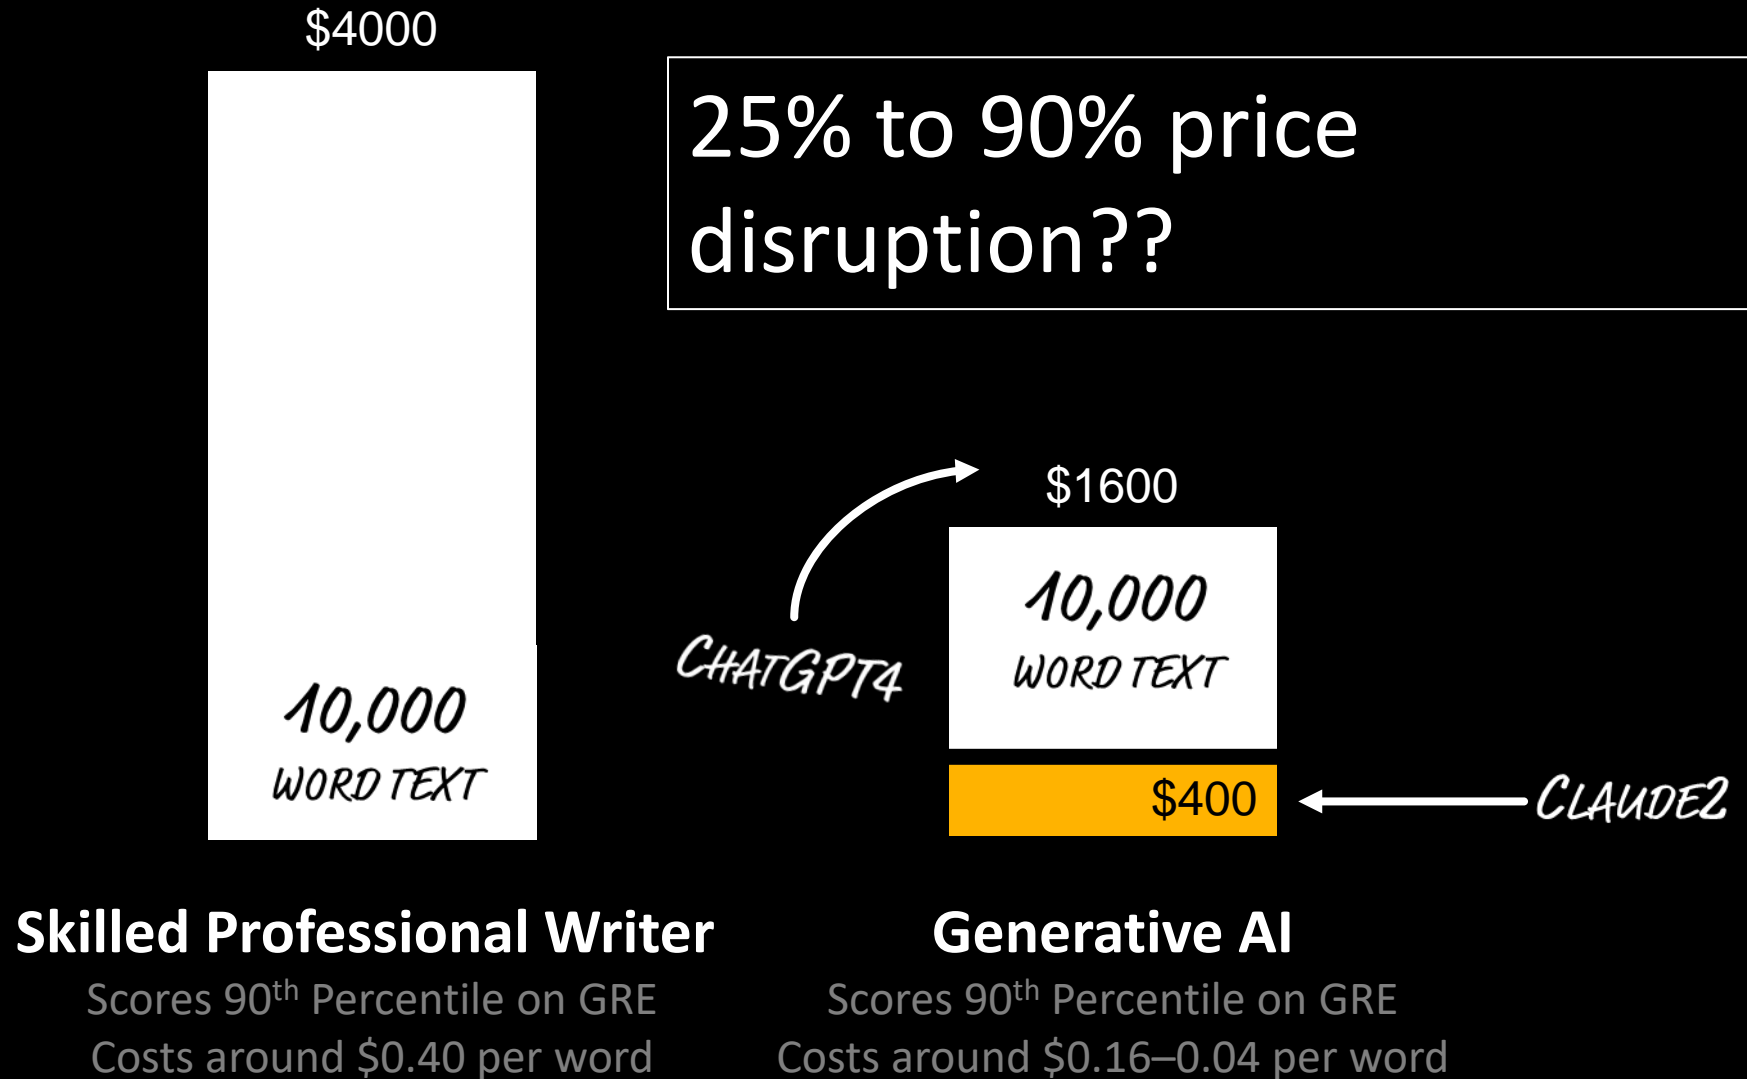 $4000
25% to 90% price
disruption??
$1600
10,000
WORD TEXT
CHATGPT4
10,000
WORD TEXT
$400
CLAUDE2
Skilled Professional Writer
Scores 90th Percentile on GRE
Costs around $0.40 per word
Generative AI
Scores 90th Percentile on GRE
Costs around $0.16–0.04 per word